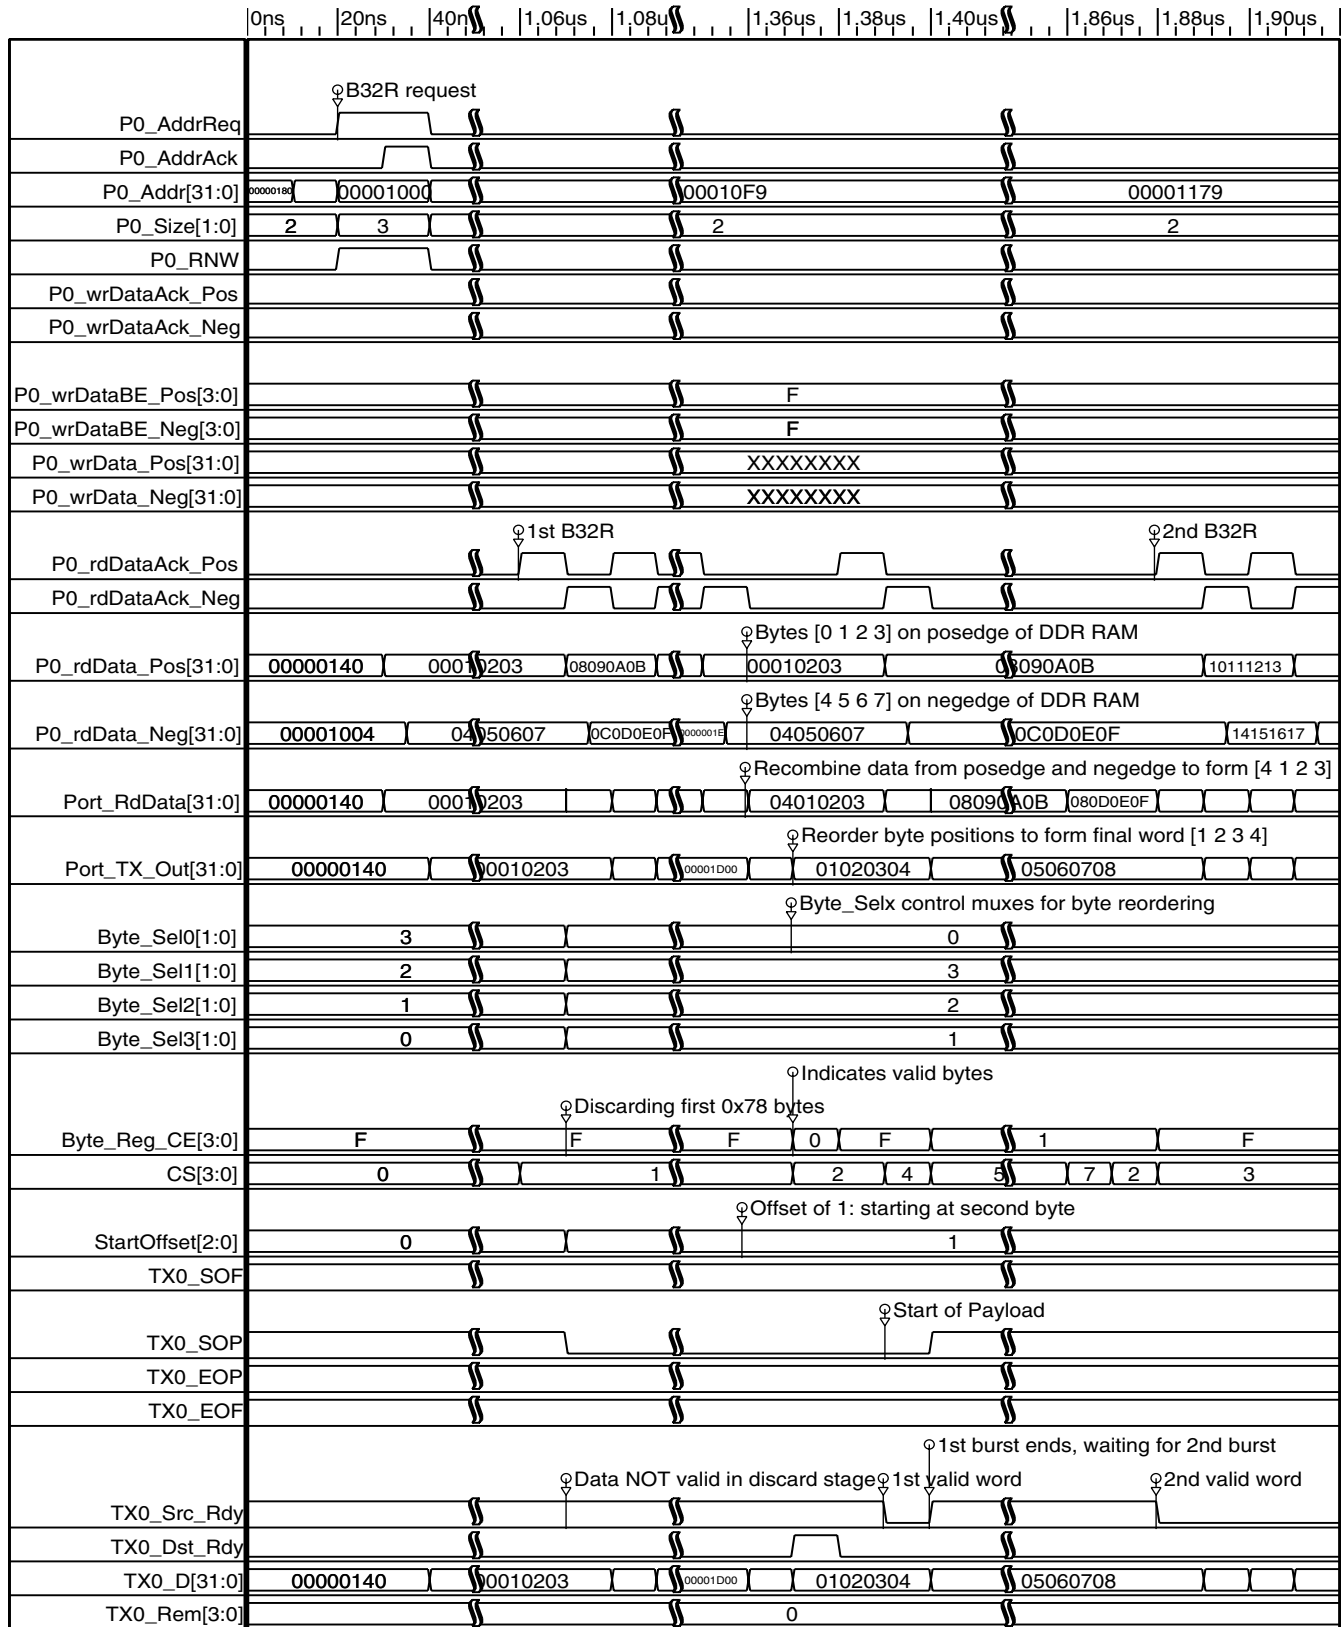 0ns 20ns 40n 1.06us 1.08u 1.36us 1.38us 1.40us 1.86us 1.88us 1.90us
B32R request
P0_AddrReq
P0_AddrAck
P0_Addr[31:0] 00000180 00001000 00010F9 00001179
P0_Size[1:0] 2 3 2 2
P0_RNW
P0_wrDataAck_Pos
P0_wrDataAck_Neg
P0_wrDataBE_Pos[3:0] F
P0_wrDataBE_Neg[3:0] F
P0_wrData_Pos[31:0] XXXXXXXX
P0_wrData_Neg[31:0] XXXXXXXX
1st B32R 2nd B32R
P0_rdDataAck_Pos
P0_rdDataAck_Neg
Bytes [0 1 2 3] on posedge of DDR RAM
P0_rdData_Pos[31:0] 00000140 00010203 08090A0B 00010203 08090A0B 10111213
Bytes [4 5 6 7] on negedge of DDR RAM
P0_rdData_Neg[31:0] 00001004 04050607 0C0D0E0F 0000001E 04050607 0C0D0E0F 14151617
Recombine data from posedge and negedge to form [4 1 2 3]
Port_RdData[31:0] 00000140 00010203 04010203 08090A0B 080D0E0F
Reorder byte positions to form final word [1 2 3 4]
Port_TX_Out[31:0] 00000140 00010203 00001D00 01020304 05060708
Byte_Selx control muxes for byte reordering
Byte_Sel0[1:0] 3 0
Byte_Sel1[1:0] 2 3
Byte_Sel2[1:0] 1 2
Byte_Sel3[1:0] 0 1
Indicates valid bytes
Discarding first 0x78 bytes
Byte_Reg_CE[3:0] F F F 0 F 1 F
CS[3:0] 0 1 2 4 5 7 2 3
Offset of 1: starting at second byte
StartOffset[2:0] 0 1
TX0_SOF
Start of Payload
TX0_SOP
TX0_EOP
TX0_EOF
1st burst ends, waiting for 2nd burst
Data NOT valid in discard stage 1st valid word 2nd valid word
TX0_Src_Rdy
TX0_Dst_Rdy
TX0_D[31:0] 00000140 00010203 00001D00 01020304 05060708
TX0_Rem[3:0] 0